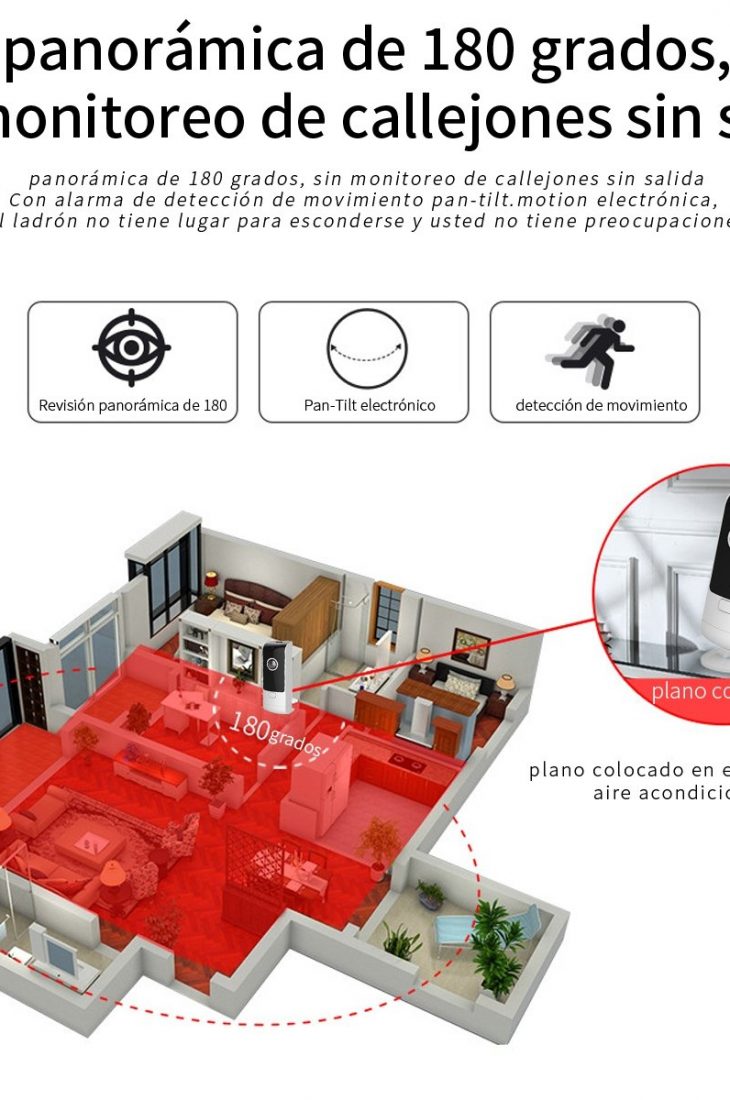 panorámica de 180 grados,
monitoreo de callejones sin s
panorámica de 180 grados, sin monitoreo de callejones sin salida
Con alarma de detección de movimiento pan-tilt.motion electrónica,
l ladrón no tiene lugar para esconderse y usted no tiene preocupacione
Revisión panorámica de 180
Pan-Tilt electrónico
detección de movimiento
180grados
plano co
plano colocado en e
aire acondicio